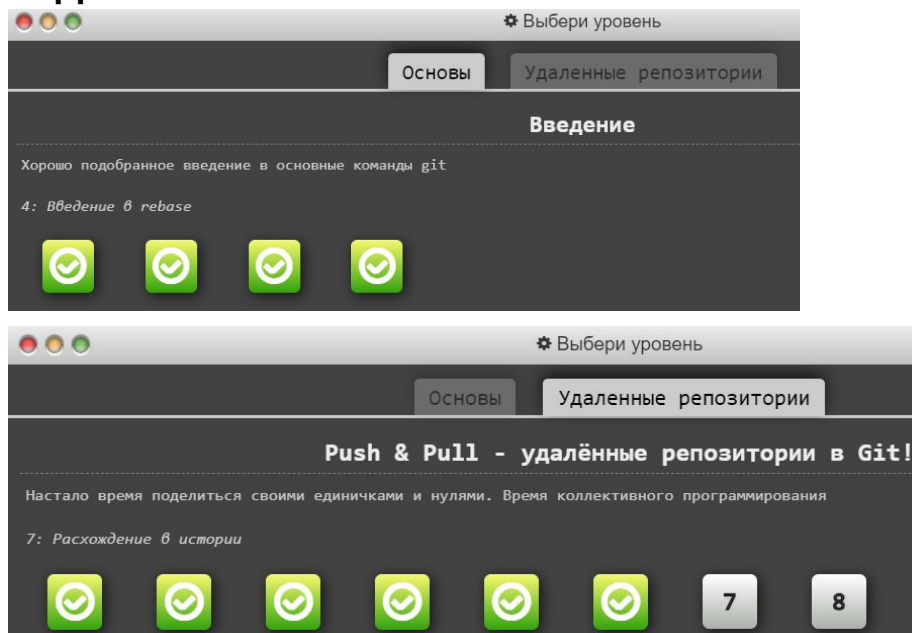 Выбери уровень
Основы
Удаленные репозитории
Введение
Хорошо подобранное введение в основные команды git
4: Введение в rebase
Выбери уровень
Основы
Удаленные репозитории
Push & Pull - удалённые репозитории в Git!
Настало время поделиться своими единичками и нулями. Время коллективного программирования
7: Расхождение в истории
7
8